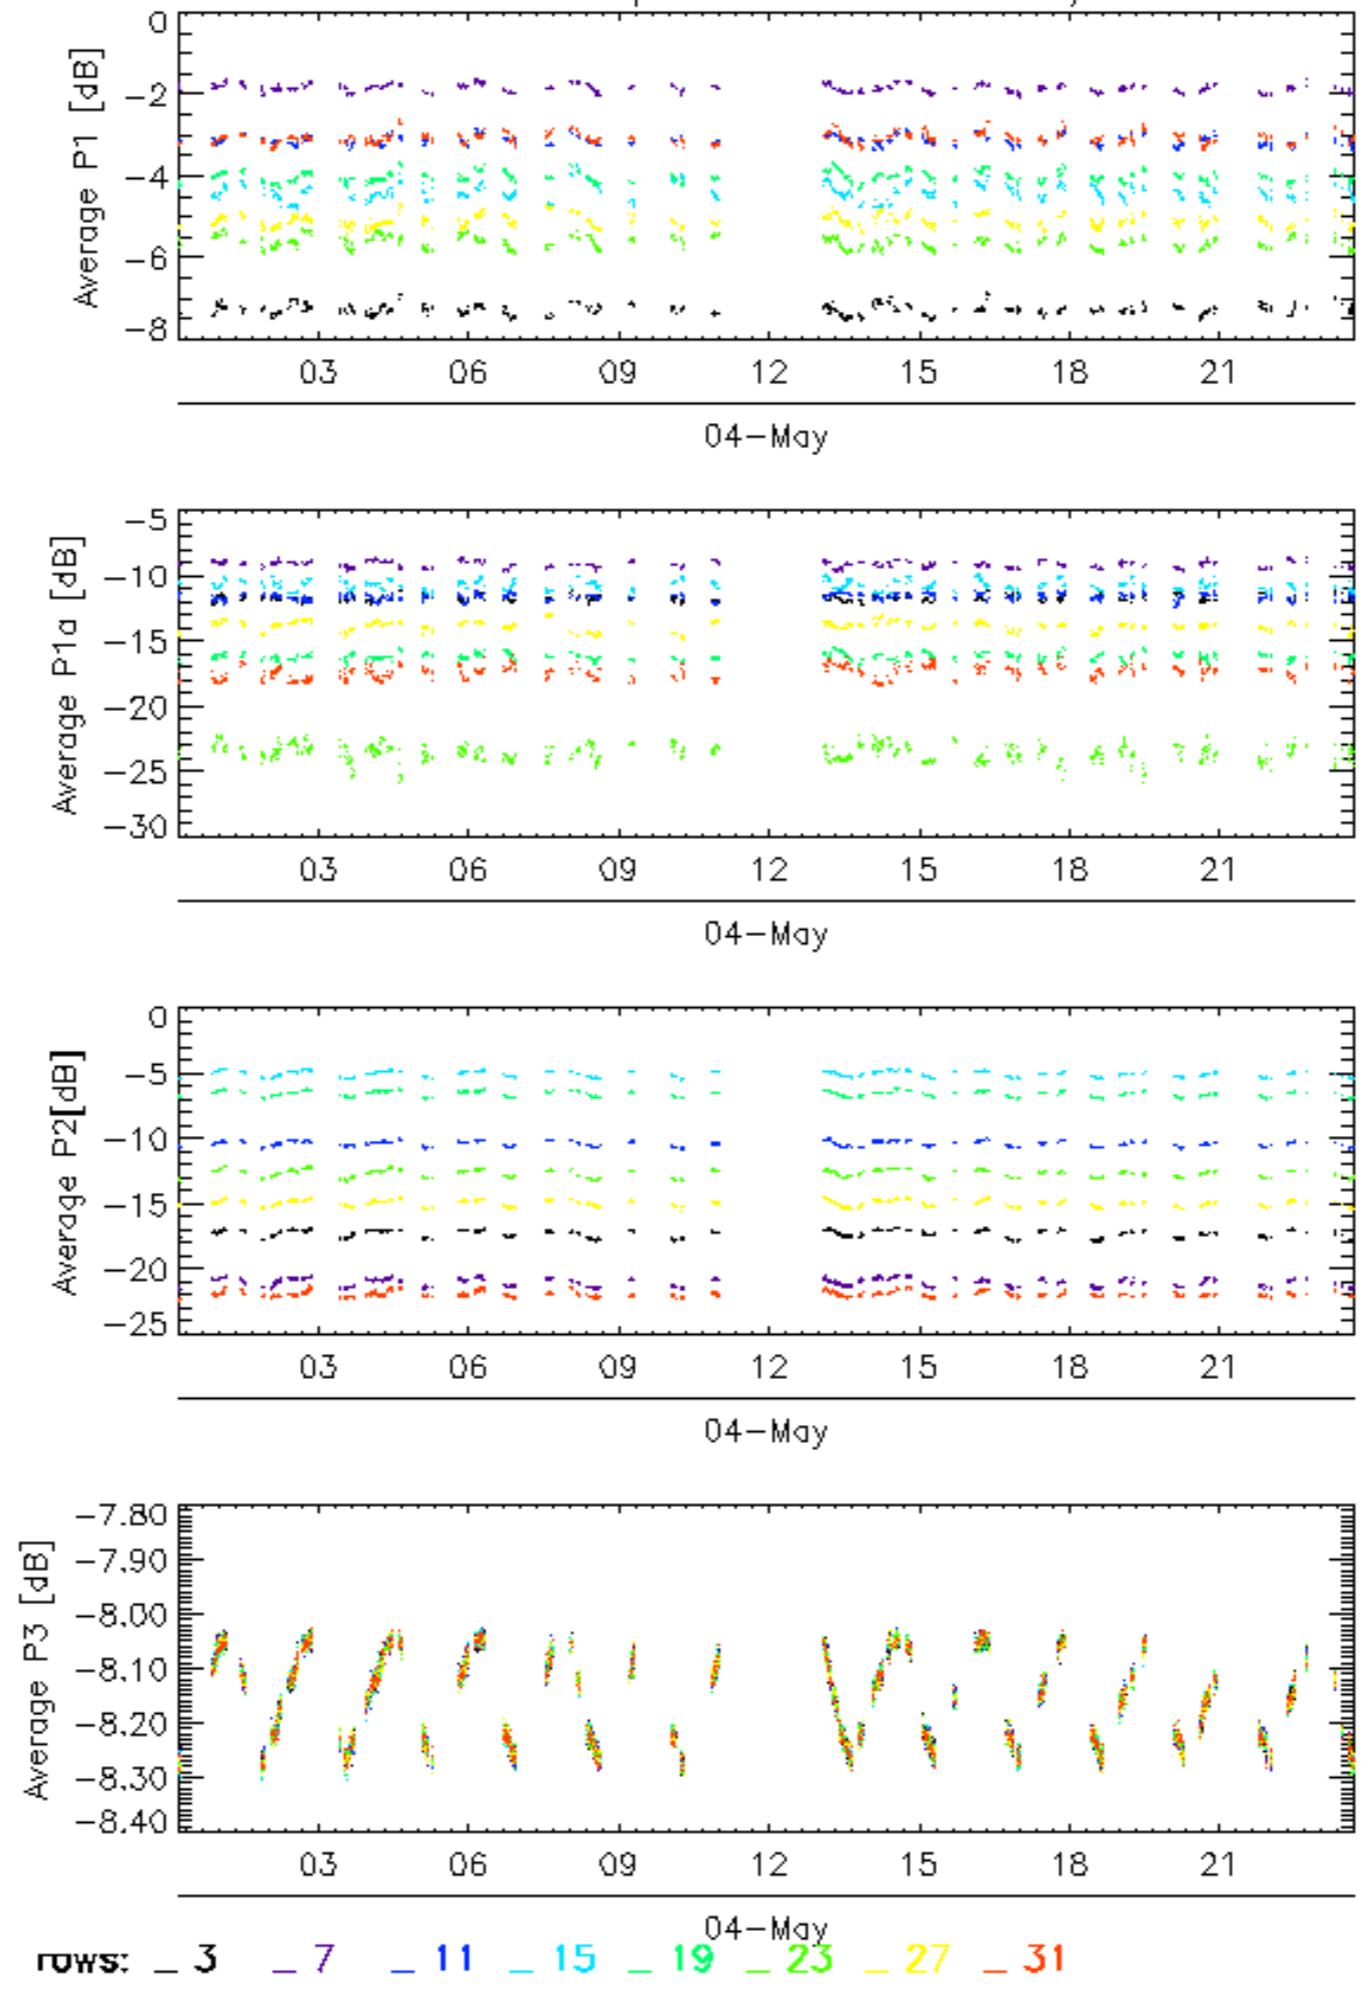 0
−2
−4
−6
−8
Average P1 [dB]
03 06 09 12 15 18 21
04−May
−5
−10
−15
−20
−25
−30
Average P1a [dB]
03 06 09 12 15 18 21
04−May
0
−5
−10
−15
−20
−25
Average P2[dB]
03 06 09 12 15 18 21
04−May
−7.80
−7.90
−8.00
−8.10
−8.20
−8.30
−8.40
Average P3 [dB]
03 06 09 12 15 18 21
04−May
rows: _ 3 _ 7 _ 11 _ 15 _ 19 _ 23 _ 27 _ 31